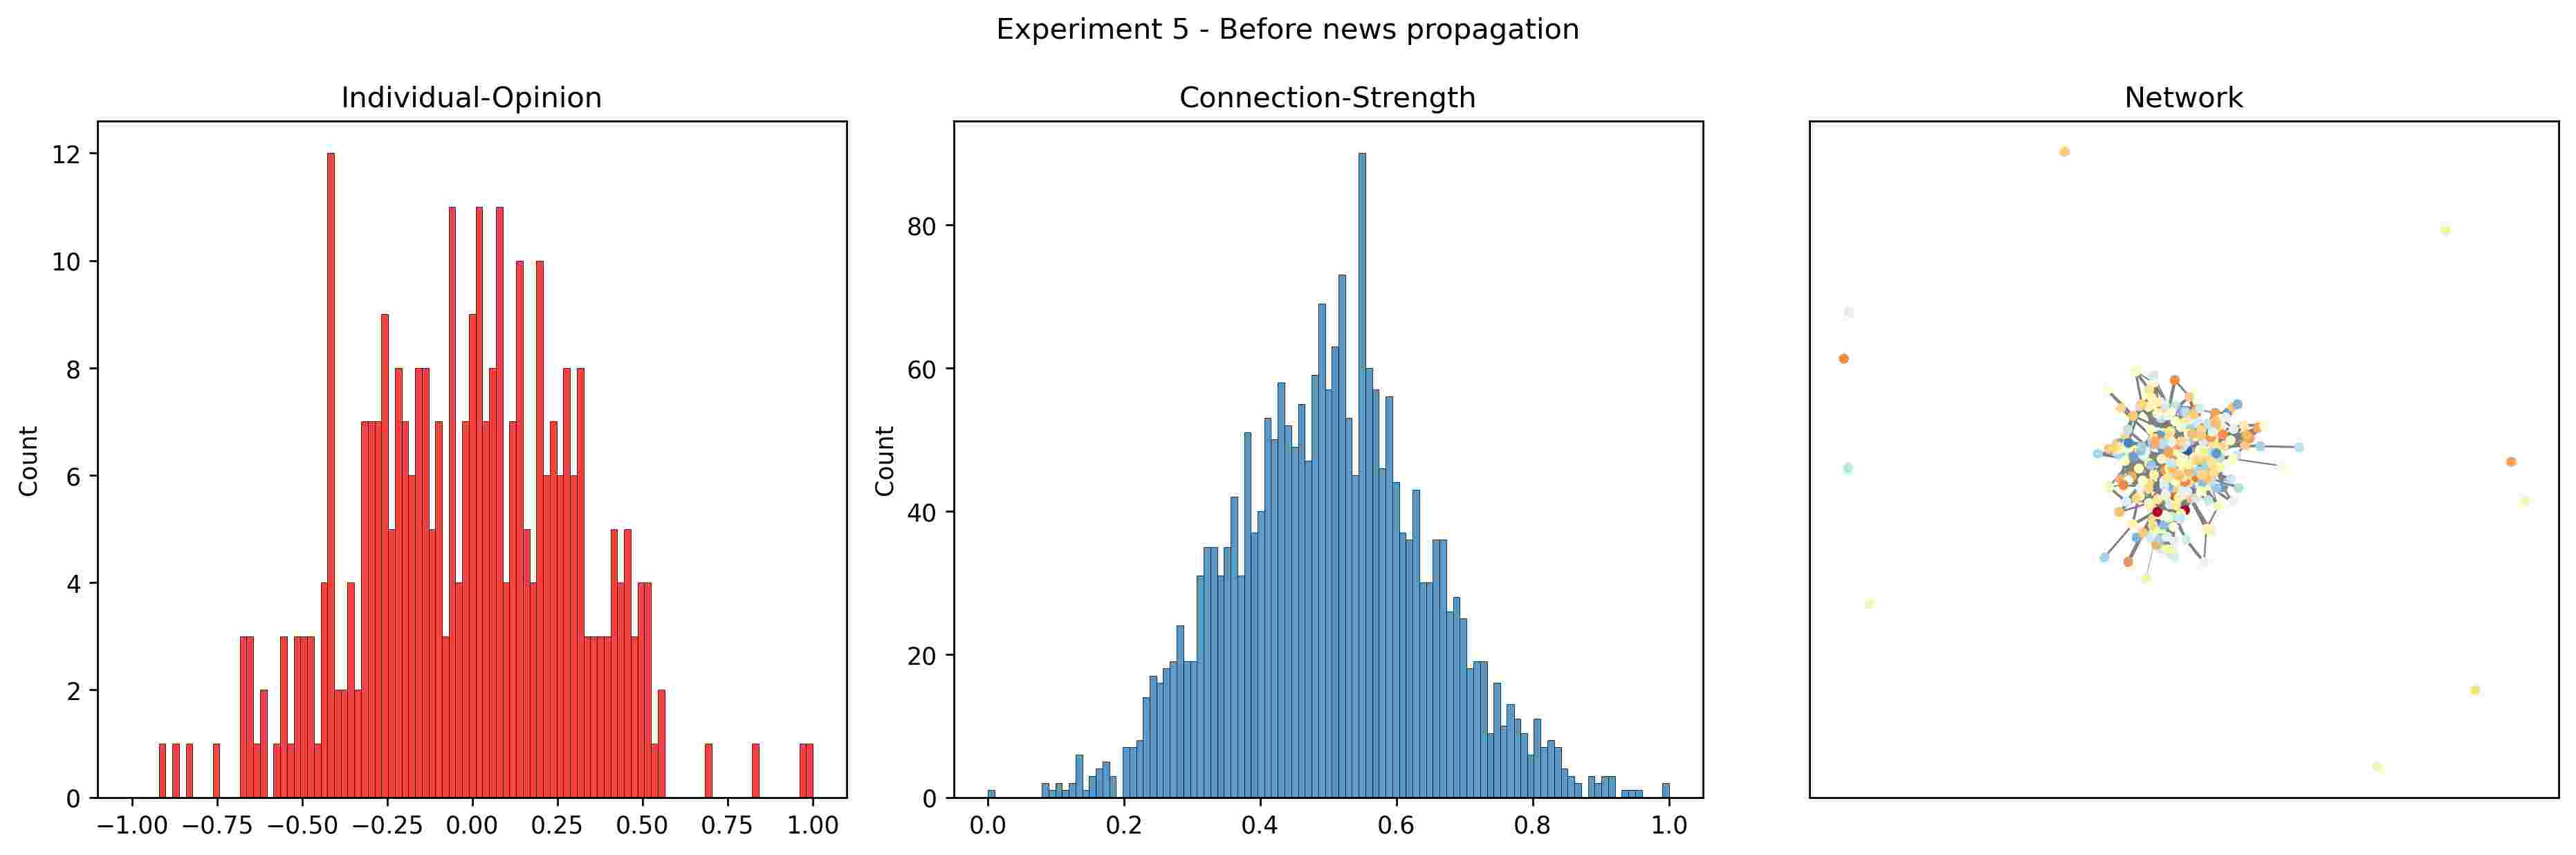 Experiment 5 - Before news propagation
Individual-Opinion
Connection-Strength
Network
Count
12
10
8
6
4
2
0
−1.00 −0.75 −0.50 −0.25 0.00 0.25 0.50 0.75 1.00
Count
80
60
40
20
0
0.0 0.2 0.4 0.6 0.8 1.0